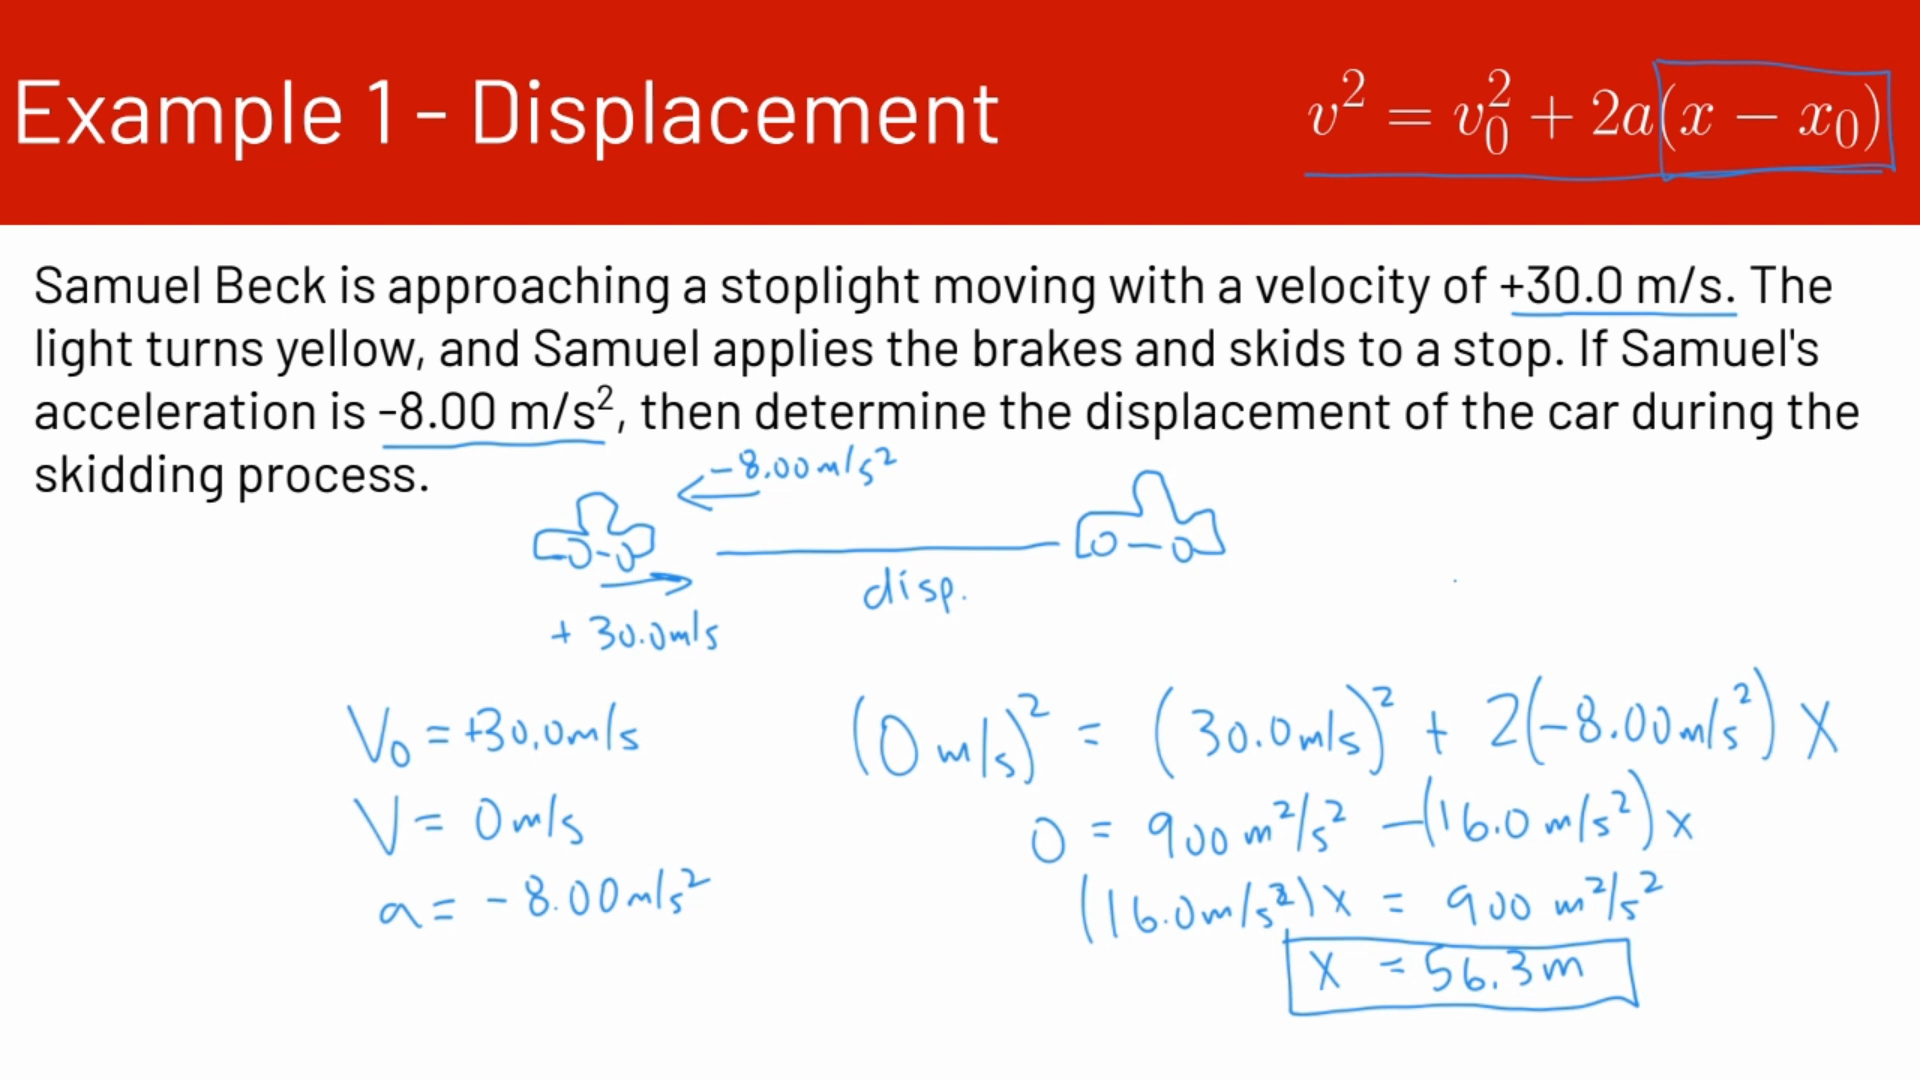 Example 1 - Displacement
v² = v₀² + 2a(x − x₀)
Samuel Beck is approaching a stoplight moving with a velocity of +30.0 m/s. The
light turns yellow, and Samuel applies the brakes and skids to a stop. If Samuel's
acceleration is -8.00 m/s², then determine the displacement of the car during the
skidding process.
-8.00 m/s²
disp.
+ 30.0 m/s
V₀ = +30.0 m/s
V = 0 m/s
a = - 8.00 m/s²
(0 m/s)² = (30.0 m/s)² + 2(-8.00 m/s²) X
0 = 900 m²/s² - (16.0 m/s²) x
(16.0 m/s²) x = 900 m²/s²
X = 56.3 m